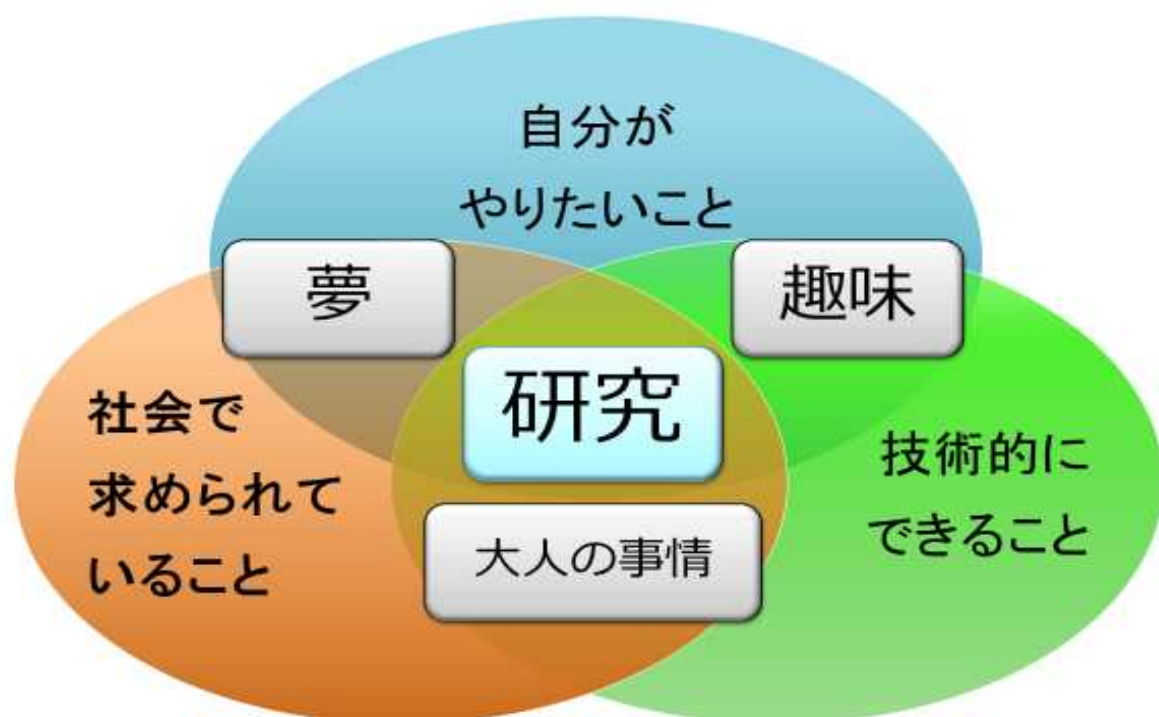 自分が
やりたいこと
夢
趣味
研究
社会で
求められて
いること
技術的に
できること
大人の事情